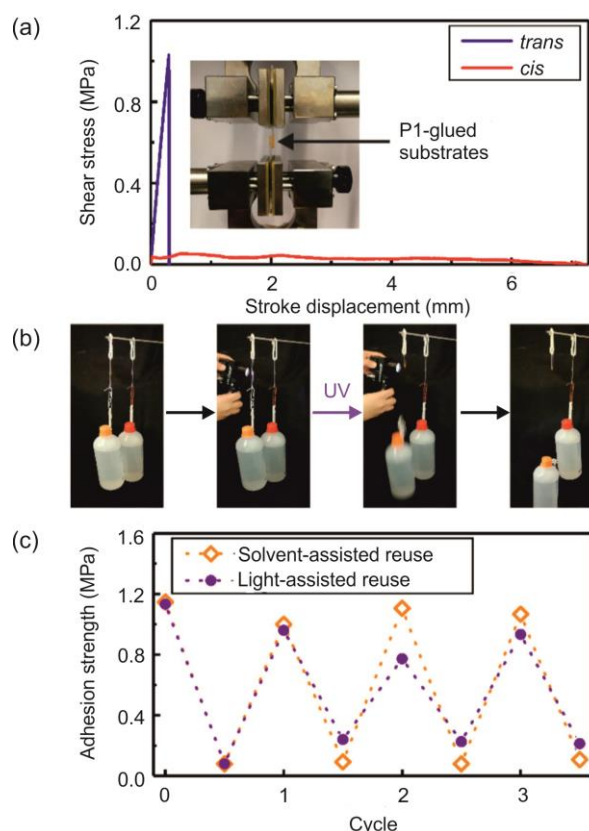 (a)
Shear stress (MPa)
1.2
0.8
0.4
0.0
trans
cis
P1-glued
substrates
0
2
4
6
Stroke displacement (mm)
(b)
UV
(c)
Adhesion strength (MPa)
1.6
1.2
0.8
0.4
0.0
Solvent-assisted reuse
Light-assisted reuse
0
1
2
3
Cycle